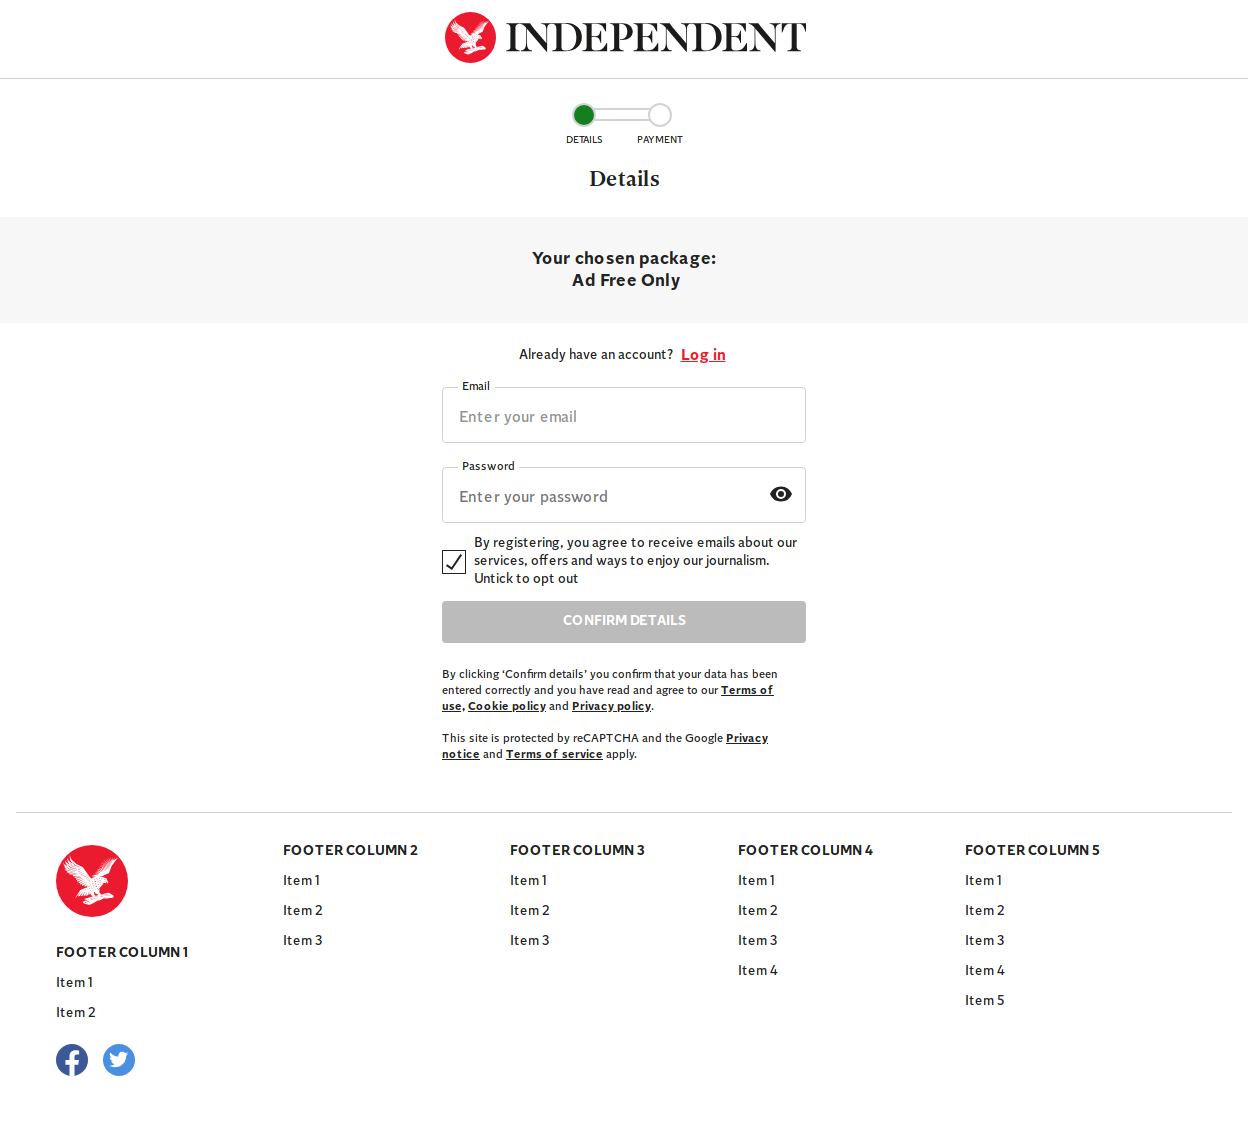 INDEPENDENT
DETAILS
PAYMENT
Details
Your chosen package:
Ad Free Only
Already have an account? Log in
Email
Enter your email
Password
Enter your password
By registering, you agree to receive emails about our
services, offers and ways to enjoy our journalism.
Untick to opt out
CONFIRM DETAILS
By clicking ‘Confirm details’ you confirm that your data has been
entered correctly and you have read and agree to our Terms of
use, Cookie policy and Privacy policy.
This site is protected by reCAPTCHA and the Google Privacy
notice and Terms of service apply.
FOOTER COLUMN 1
Item 1
Item 2
FOOTER COLUMN 2
Item 1
Item 2
Item 3
FOOTER COLUMN 3
Item 1
Item 2
Item 3
FOOTER COLUMN 4
Item 1
Item 2
Item 3
Item 4
FOOTER COLUMN 5
Item 1
Item 2
Item 3
Item 4
Item 5